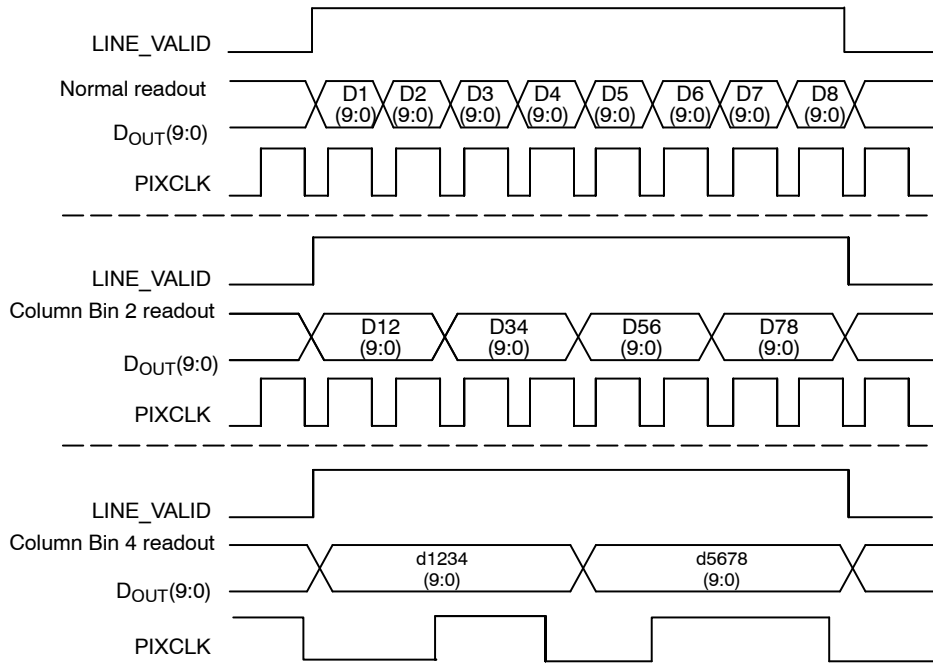 LINE_VALID
Normal readout
D1 D2 D3 D4 D5 D6 D7 D8
(9:0) (9:0) (9:0) (9:0) (9:0) (9:0) (9:0) (9:0)
DOUT(9:0)
PIXCLK
LINE_VALID
Column Bin 2 readout
D12 D34 D56 D78
(9:0) (9:0) (9:0) (9:0)
DOUT(9:0)
PIXCLK
LINE_VALID
Column Bin 4 readout
d1234 d5678
(9:0) (9:0)
DOUT(9:0)
PIXCLK